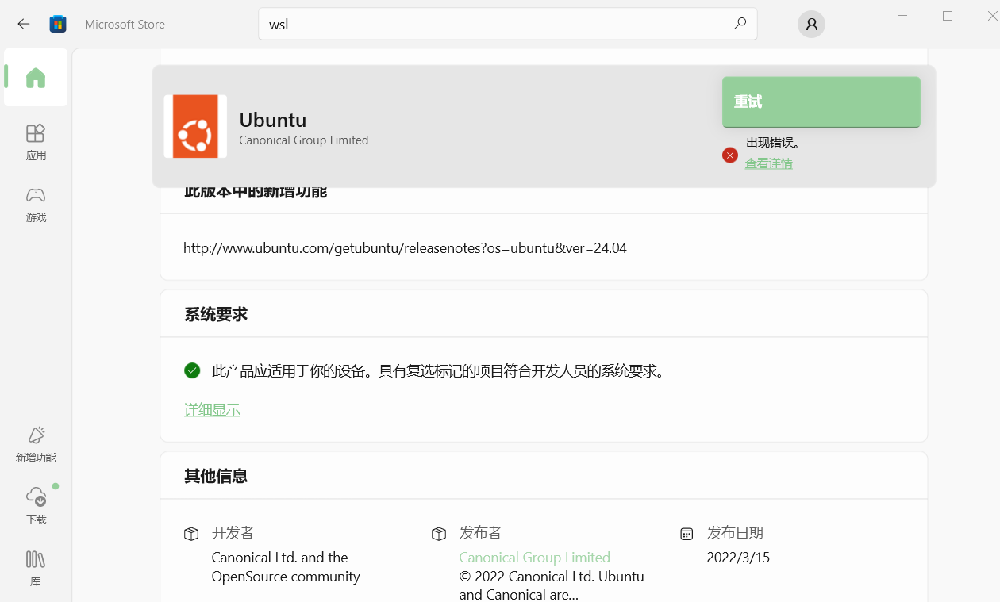 Microsoft Store
wsl
重试
Ubuntu
Canonical Group Limited
出现错误。
查看详情
应用
此版本中的新增功能
游戏
http://www.ubuntu.com/getubuntu/releasenotes?os=ubuntu&ver=24.04
系统要求
此产品应适用于你的设备。具有复选标记的项目符合开发人员的系统要求。
详细显示
新增功能
其他信息
下载
开发者
Canonical Ltd. and the
OpenSource community
发布者
Canonical Group Limited
© 2022 Canonical Ltd. Ubuntu
and Canonical are...
发布日期
2022/3/15
库